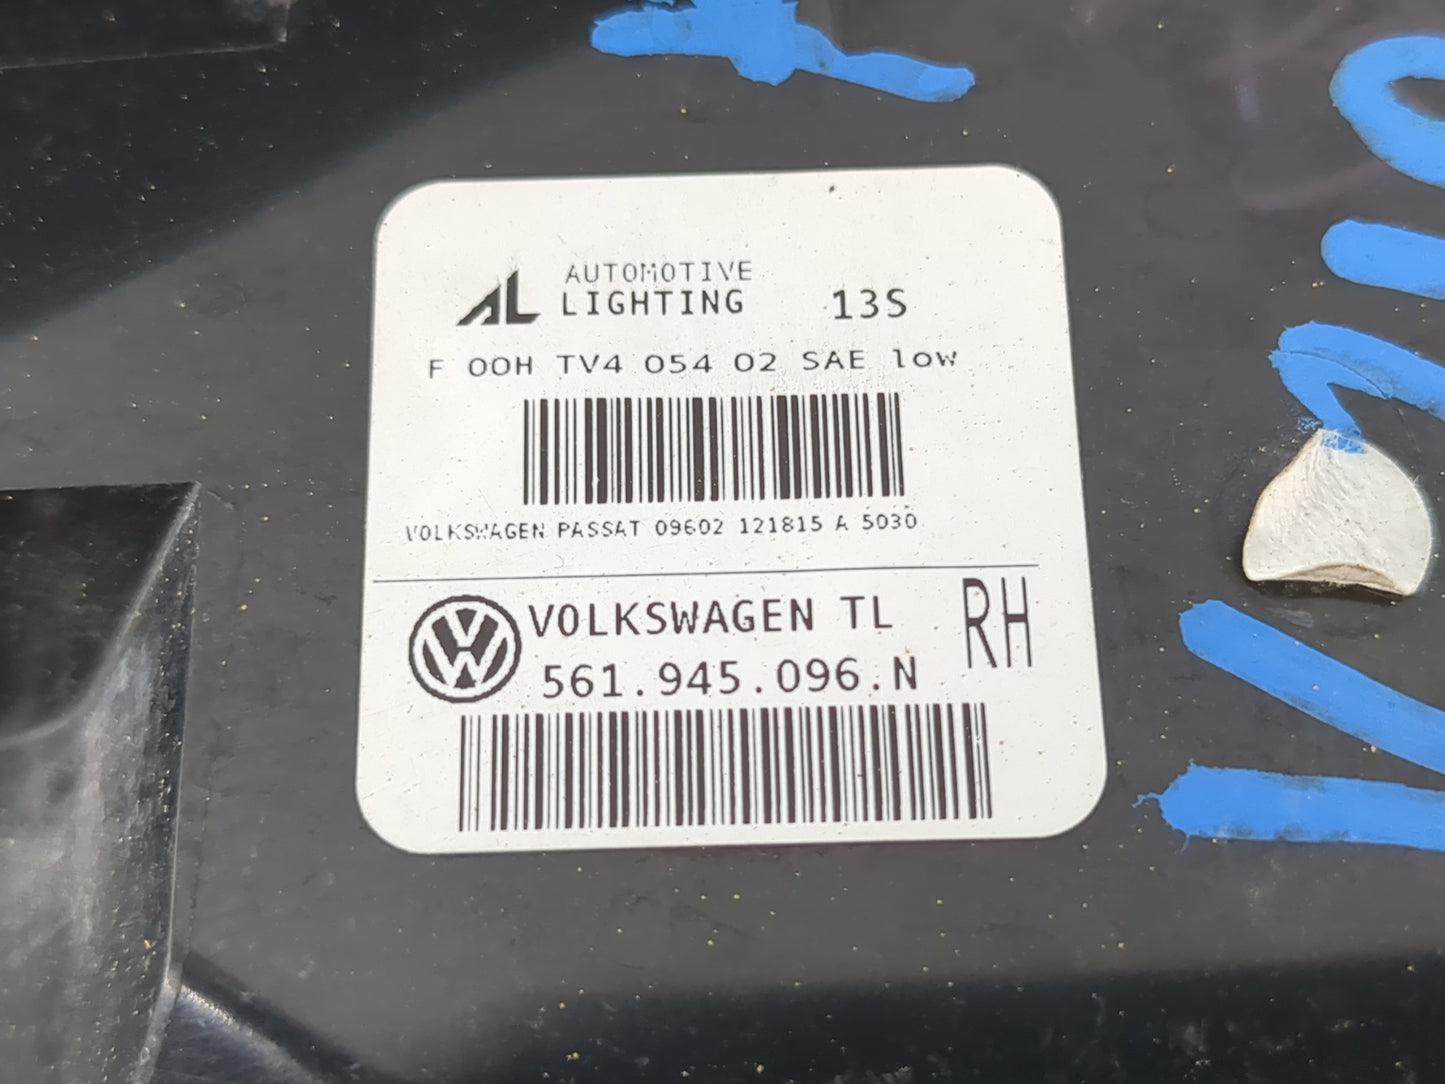 AL AUTOMOTIVE
LIGHTING 13S
F 00H TV4 054 02 SAE low
VOLKSWAGEN PASSAT 09602 121815 A 5030
VOLKSWAGEN TL RH
561.945.096.N